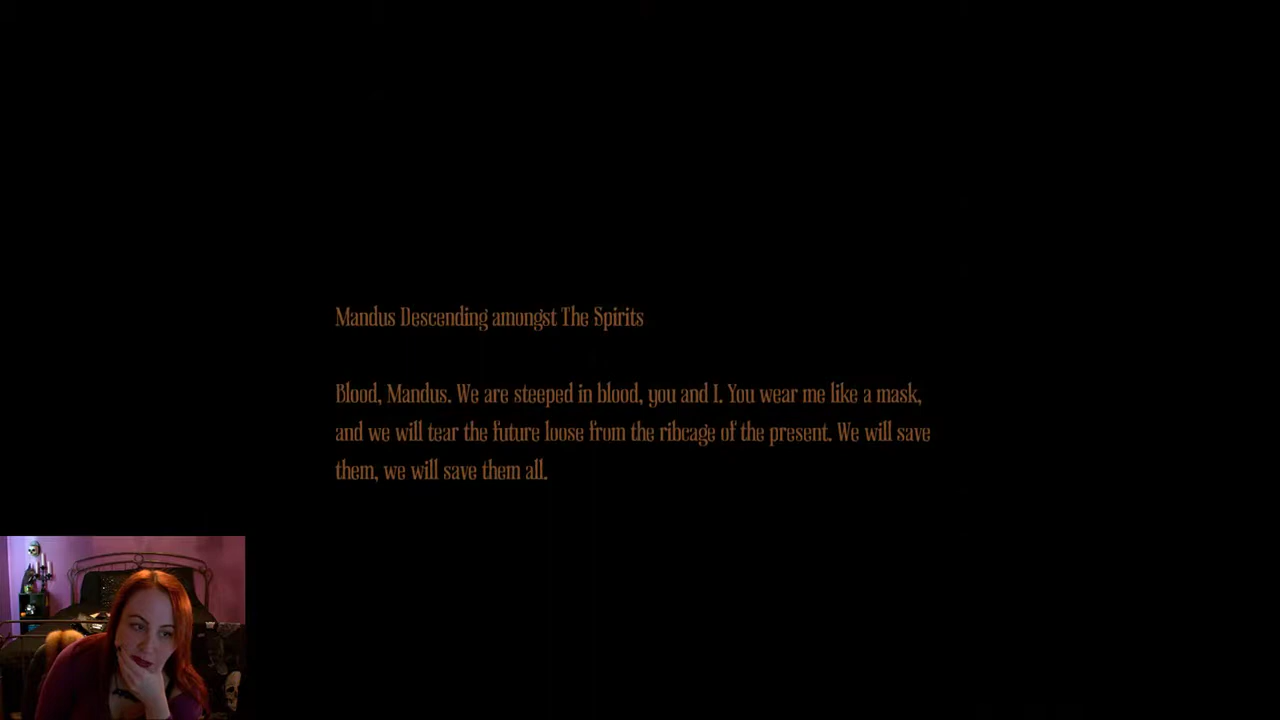 Mandus Descending amongst The Spirits
Blood, Mandus. We are steeped in blood, you and I. You wear me like a mask,
and we will tear the future loose from the ribcage of the present. We will save
them, we will save them all.